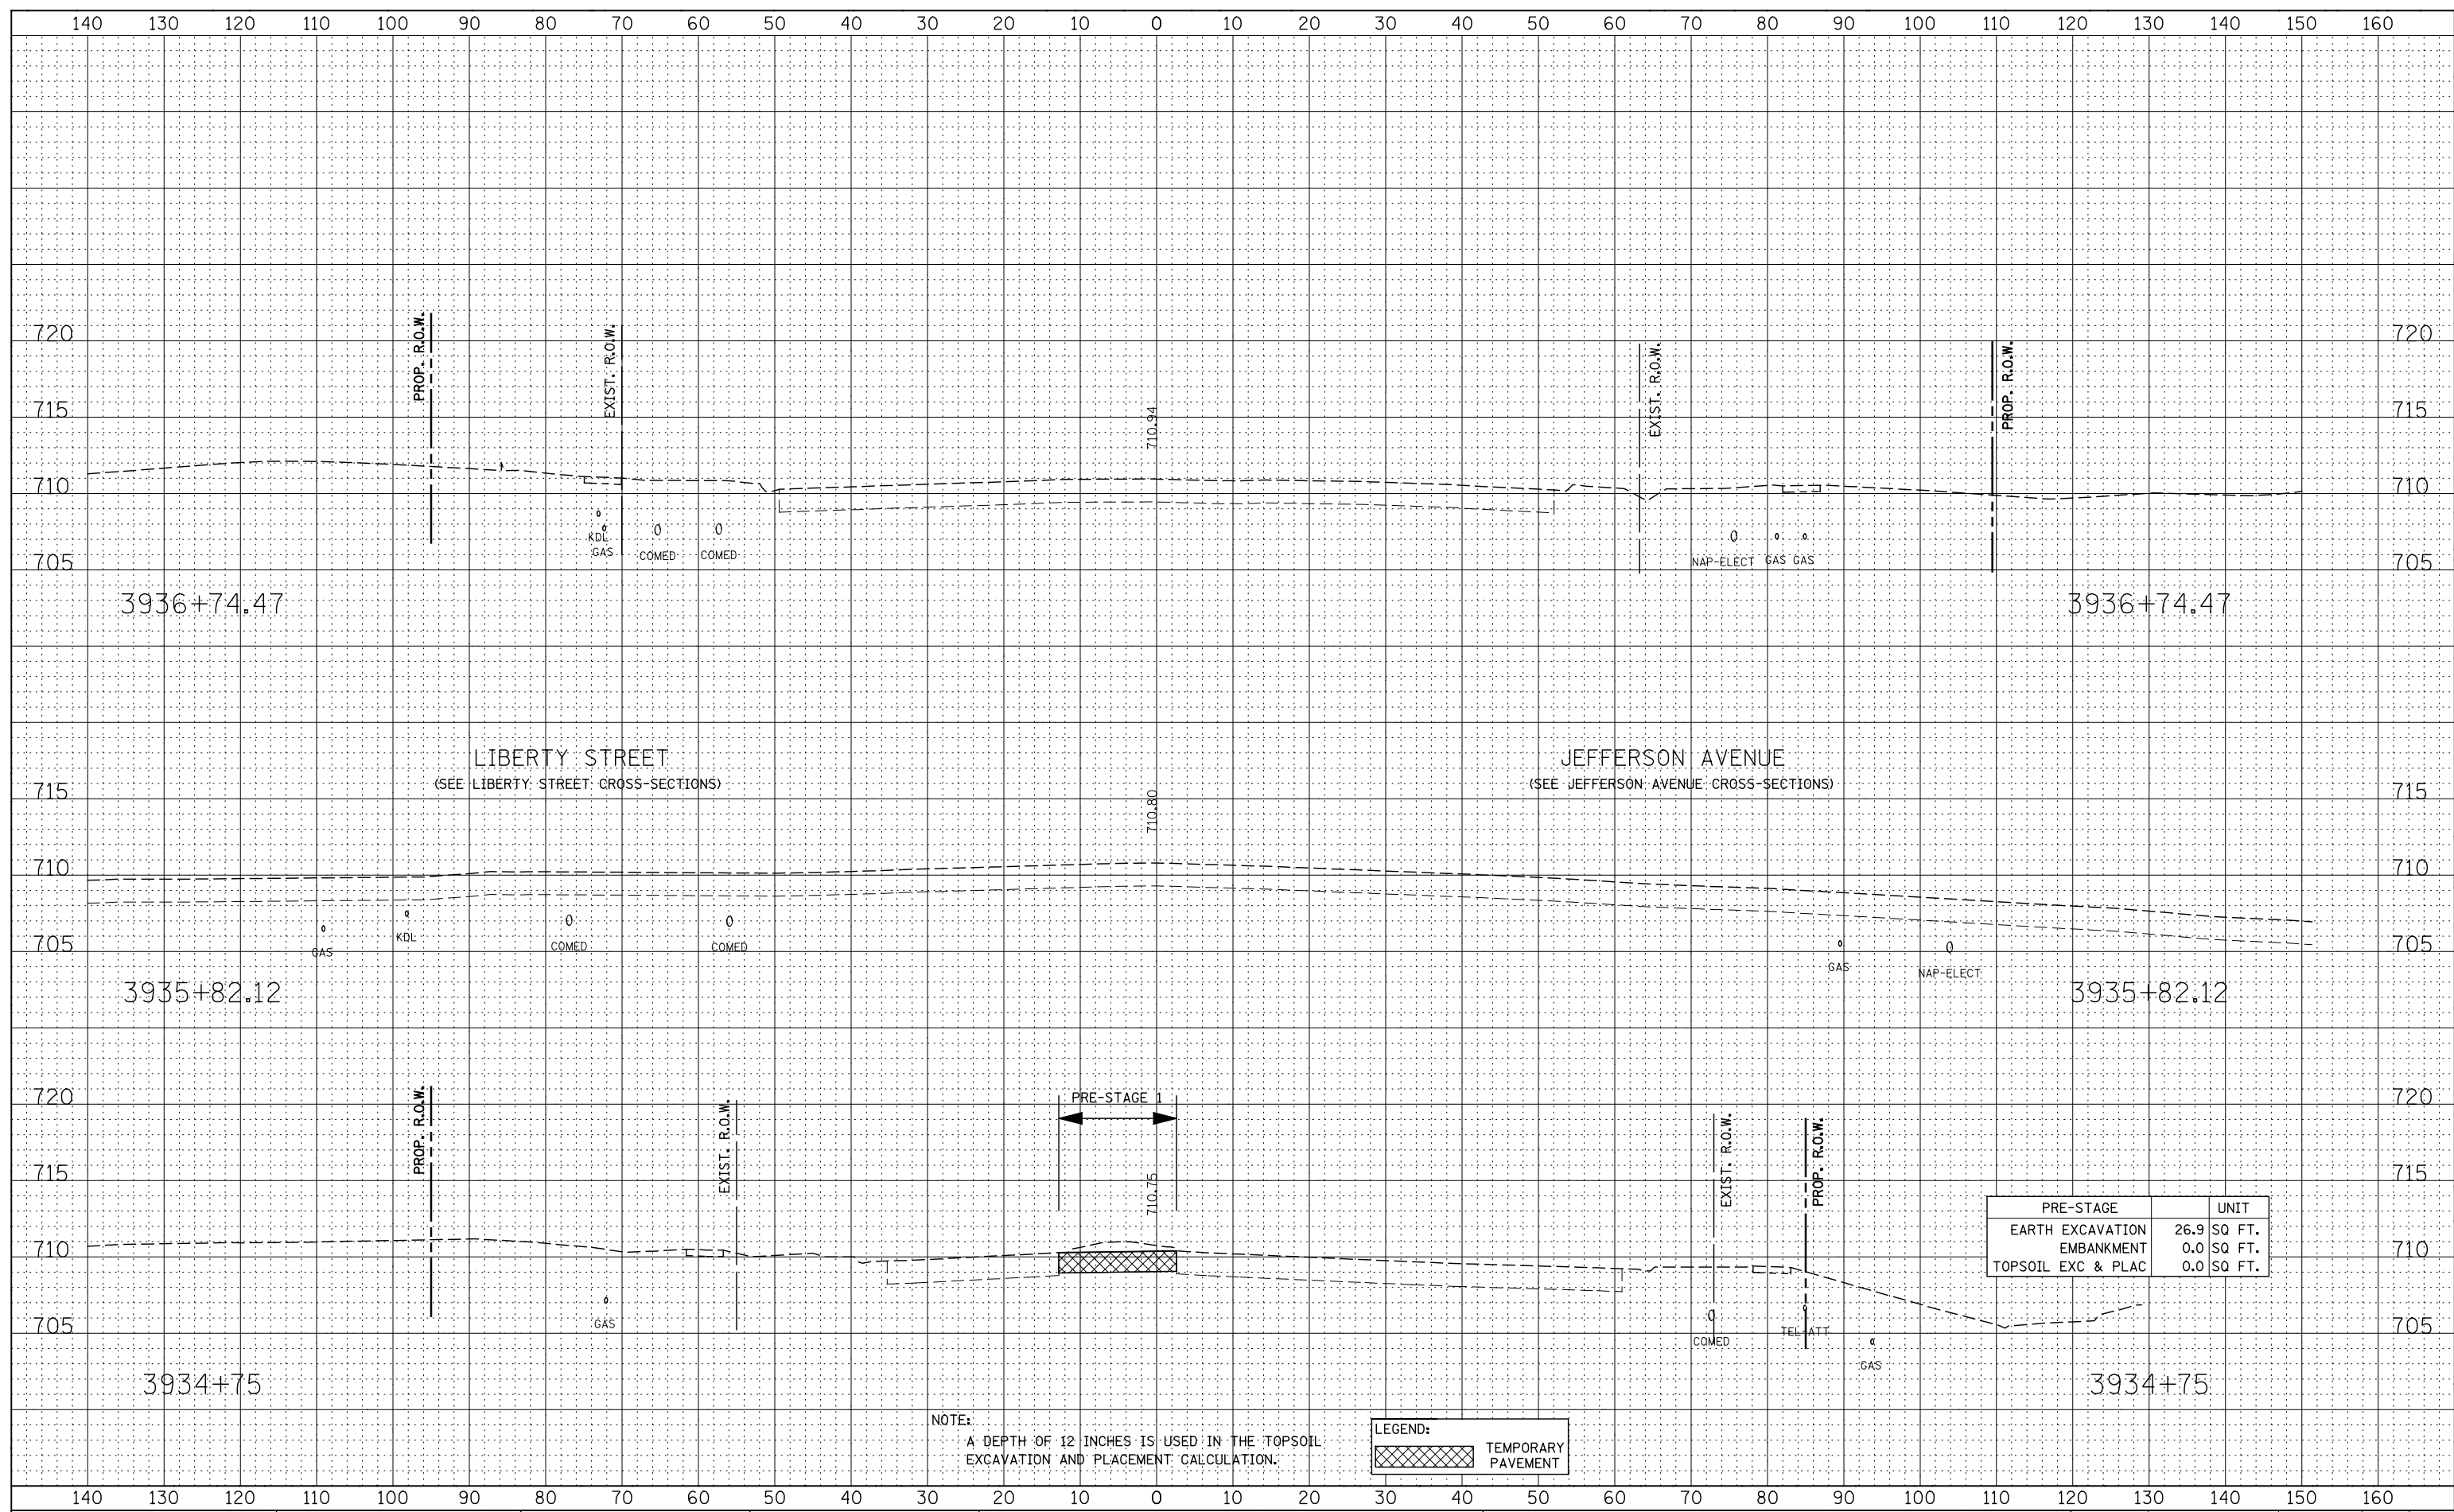 140 130 120 110 100 90 80 70 60 50 40 30 20 10 0 10 20 30 40 50 60 70 80 90 100 110 120 130 140 150 160
720 PROP. R.O.W. EXIST. R.O.W. EXIST. R.O.W. PROP. R.O.W. 720
715 710.94 715
710 710
KDL
GAS COMED COMED NAP-ELECT GAS GAS
705 705
3936+74.47 3936+74.47
LIBERTY STREET JEFFERSON AVENUE
(SEE LIBERTY STREET CROSS-SECTIONS) (SEE JEFFERSON AVENUE CROSS-SECTIONS)
715 710.80 715
710 710
GAS KDL COMED COMED GAS NAP-ELECT
705 705
3935+82.12 3935+82.12
720 PROP. R.O.W. EXIST. R.O.W. PRE-STAGE 1 EXIST. R.O.W. PROP. R.O.W. 720
715 710.75 715
PRE-STAGE UNIT
EARTH EXCAVATION 26.9 SQ FT.
EMBANKMENT 0.0 SQ FT.
TOPSOIL EXC & PLAC 0.0 SQ FT.
710 710
705 GAS COMED TEL-ATT GAS 705
3934+75 3934+75
NOTE:
A DEPTH OF 12 INCHES IS USED IN THE TOPSOIL
EXCAVATION AND PLACEMENT CALCULATION.
LEGEND:
TEMPORARY
PAVEMENT
140 130 120 110 100 90 80 70 60 50 40 30 20 10 0 10 20 30 40 50 60 70 80 90 100 110 120 130 140 150 160